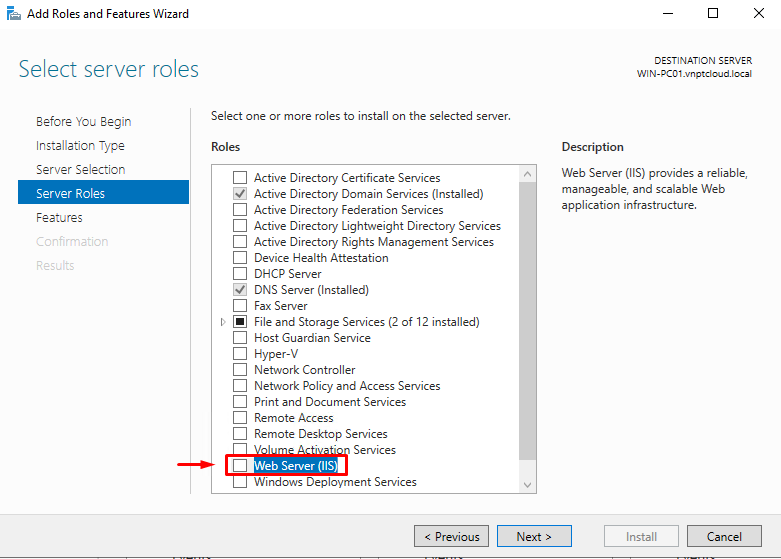 Add Roles and Features Wizard
Select server roles
DESTINATION SERVER
WIN-PC01.vnptcloud.local
Before You Begin
Installation Type
Server Selection
Server Roles
Features
Confirmation
Results
Select one or more roles to install on the selected server.
Roles
Active Directory Certificate Services
Active Directory Domain Services (Installed)
Active Directory Federation Services
Active Directory Lightweight Directory Services
Active Directory Rights Management Services
Device Health Attestation
DHCP Server
DNS Server (Installed)
Fax Server
File and Storage Services (2 of 12 installed)
Host Guardian Service
Hyper-V
Network Controller
Network Policy and Access Services
Print and Document Services
Remote Access
Remote Desktop Services
Volume Activation Services
Web Server (IIS)
Windows Deployment Services
Description
Web Server (IIS) provides a reliable,
manageable, and scalable Web
application infrastructure.
< Previous
Next >
Install
Cancel